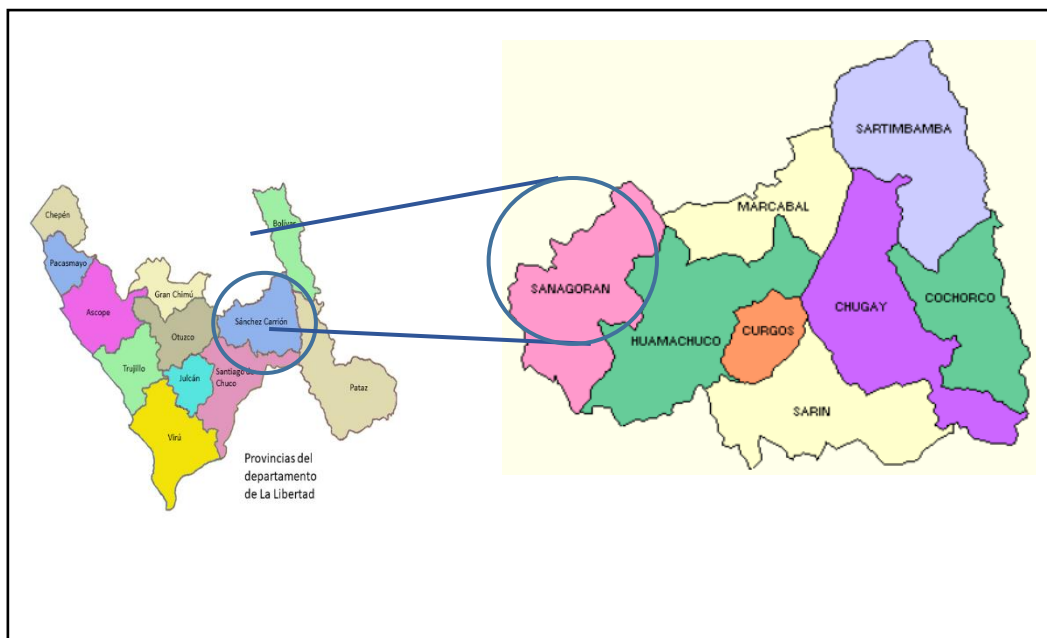 Chepén
Pacasmayo
Ascope
Gran Chimú
Otuzco
Trujillo
Julcán
Virú
Sánchez Carrión
Santiago de
Chuco
Bolívar
Pataz
Provincias del
departamento
de La Libertad
SARTIMBAMBA
MARCABAL
SANAGORAN
HUAMACHUCO
CURGOS
CHUGAY
COCHORCO
SARIN